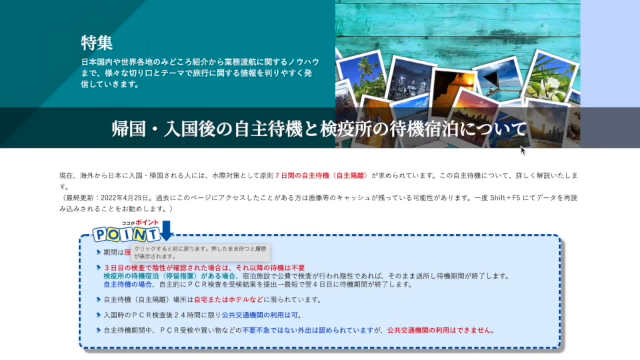 特集
日本国内や世界各地のみどころ紹介から業務渡航に関するノウハウ
まで、様々な切り口とテーマで旅行に関する情報を判りやすく発
信していきます。
帰国・入国後の自主待機と検疫所の待機宿泊について
現在、海外から日本に入国・帰国される人には、水際対策として原則７日間の自主待機（自主隔離）が求められています。この自主待機について、詳しく解説いたしま
す。
（最終更新：2022年4月29日。過去にこのページにアクセスしたことがある方は画像等のキャッシュが残っている可能性があります。一度 Shift+F5 にてデータを再読
み込みされることをお勧めします。）
ココがポイント
POINT
クリックすると前に戻ります。押したまま待つと履歴
が表示されます。
期間は
３日目の検査で陰性が確認された場合は、それ以降の待機は不要
検疫所の待機宿泊（停留措置）がある場合、宿泊施設で公費で検査が行われ陰性であれば、そのまま退所し待機期間が終了します。
自主待機の場合、自主的にＰＣＲ検査を受検結果を提出→最短で翌４日目に待機期間が終了します。
自主待機（自主隔離）場所は自宅またはホテルなどに限られています。
入国時のＰＣＲ検査後２４時間に限り公共交通機関の利用は可。
自主待機期間中、ＰＣＲ受検や買い物などの不要不急ではない外出は認められていますが、公共交通機関の利用はできません。